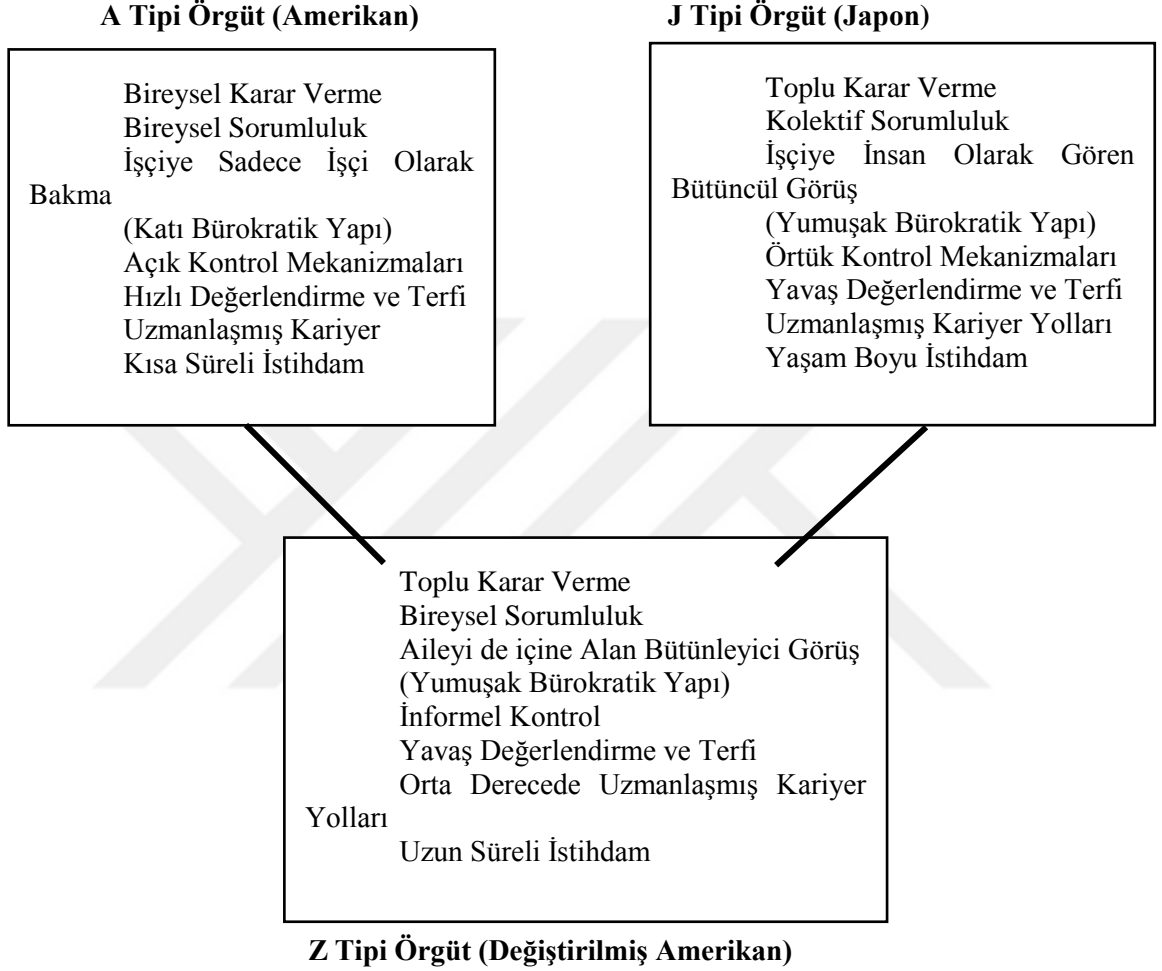 A Tipi Örgüt (Amerikan)
Bireysel Karar Verme
Bireysel Sorumluluk
İşçiye Sadece İşçi Olarak
Bakma
(Katı Bürokratik Yapı)
Açık Kontrol Mekanizmaları
Hızlı Değerlendirme ve Terfi
Uzmanlaşmış Kariyer
Kısa Süreli İstihdam
J Tipi Örgüt (Japon)
Toplu Karar Verme
Kolektif Sorumluluk
İşçiye İnsan Olarak Gören
Bütüncül Görüş
(Yumuşak Bürokratik Yapı)
Örtük Kontrol Mekanizmaları
Yavaş Değerlendirme ve Terfi
Uzmanlaşmış Kariyer Yolları
Yaşam Boyu İstihdam
Toplu Karar Verme
Bireysel Sorumluluk
Aileyi de içine Alan Bütünleyici Görüş
(Yumuşak Bürokratik Yapı)
İnformel Kontrol
Yavaş Değerlendirme ve Terfi
Orta Derecede Uzmanlaşmış Kariyer
Yolları
Uzun Süreli İstihdam
Z Tipi Örgüt (Değiştirilmiş Amerikan)